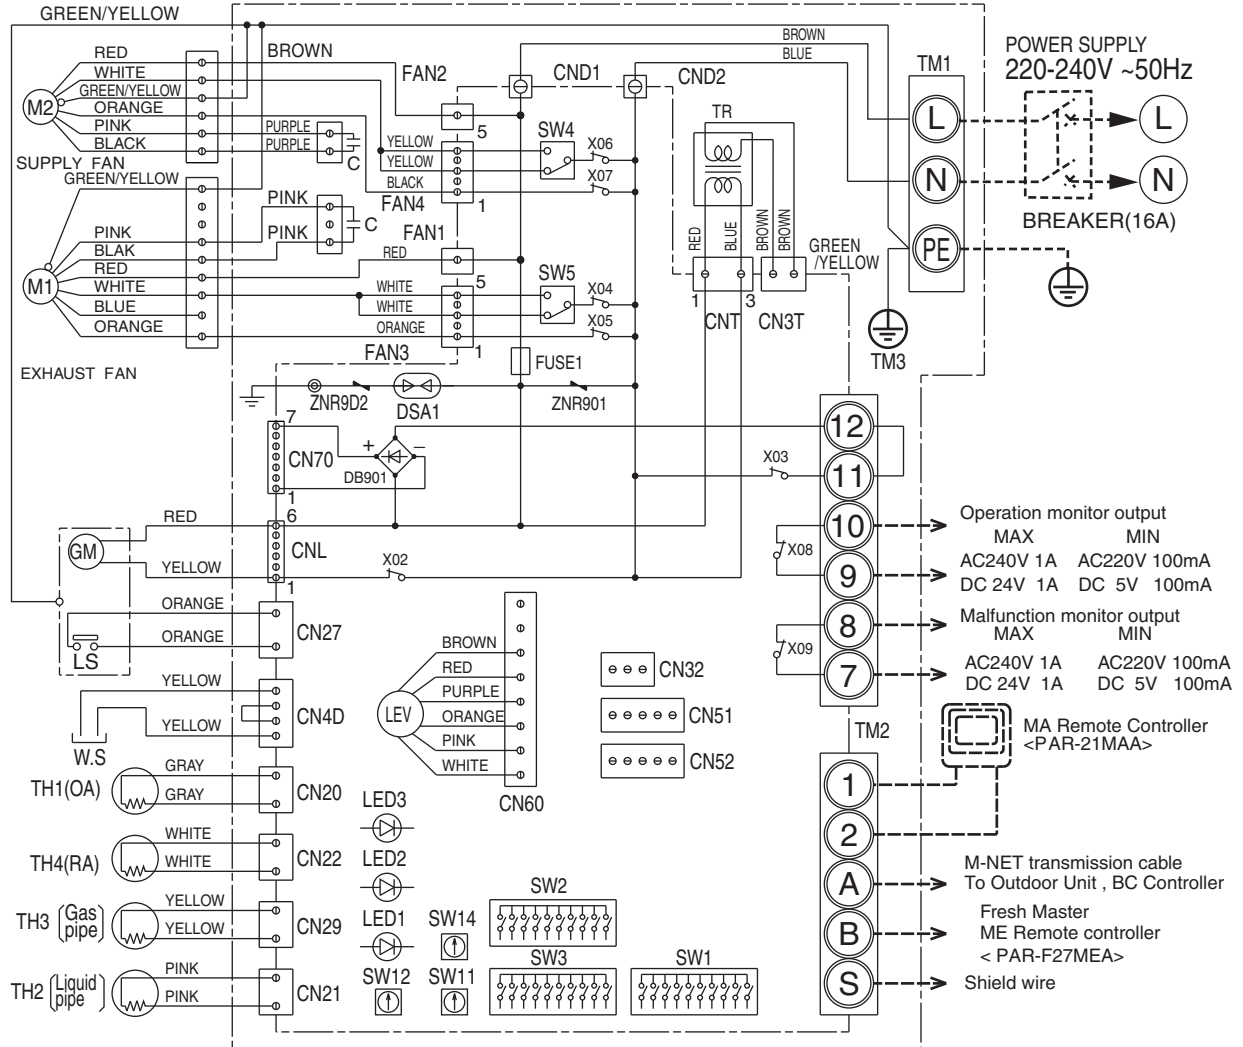 GREEN/YELLOW
RED
WHITE
GREEN/YELLOW
ORANGE
PINK
BLACK
M2
SUPPLY FAN
BROWN
PURPLE
PURPLE
C
GREEN/YELLOW
PINK
PINK
C
PINK
BLAK
RED
WHITE
BLUE
ORANGE
M1
EXHAUST FAN
FAN2
5
YELLOW
YELLOW
BLACK
FAN4
1
FAN1
RED
5
WHITE
WHITE
ORANGE
FAN3
1
CND1
CND2
SW4
X06
X07
SW5
X04
X05
FUSE1
BROWN
BLUE
TR
RED
BLUE
BROWN
BROWN
GREEN
/YELLOW
1
3
CNT
CN3T
TM1
L
N
PE
TM3
POWER SUPPLY
220-240V ~50Hz
L
N
BREAKER(16A)
ZNR9D2
DSA1
ZNR901
7
CN70
1
+
−
DB901
X03
RED
6
CNL
GM
YELLOW
1
X02
ORANGE
ORANGE
CN27
LS
YELLOW
YELLOW
CN4D
W.S
GRAY
TH1(OA)
GRAY
CN20
WHITE
TH4(RA)
WHITE
CN22
YELLOW
TH3
Gas
pipe
YELLOW
CN29
PINK
TH2
Liquid
pipe
PINK
CN21
LEV
BROWN
RED
PURPLE
ORANGE
PINK
WHITE
CN60
CN32
CN51
CN52
LED3
LED2
LED1
SW14
SW12
SW11
SW2
SW3
SW1
12
11
10
9
8
7
X08
X09
TM2
1
2
A
B
S
Operation monitor output
MAX MIN
AC240V 1A AC220V 100mA
DC 24V 1A DC 5V 100mA
Malfunction monitor output
MAX MIN
AC240V 1A AC220V 100mA
DC 24V 1A DC 5V 100mA
MA Remote Controller
<PAR-21MAA>
M-NET transmission cable
To Outdoor Unit , BC Controller
Fresh Master
ME Remote controller
< PAR-F27MEA>
Shield wire